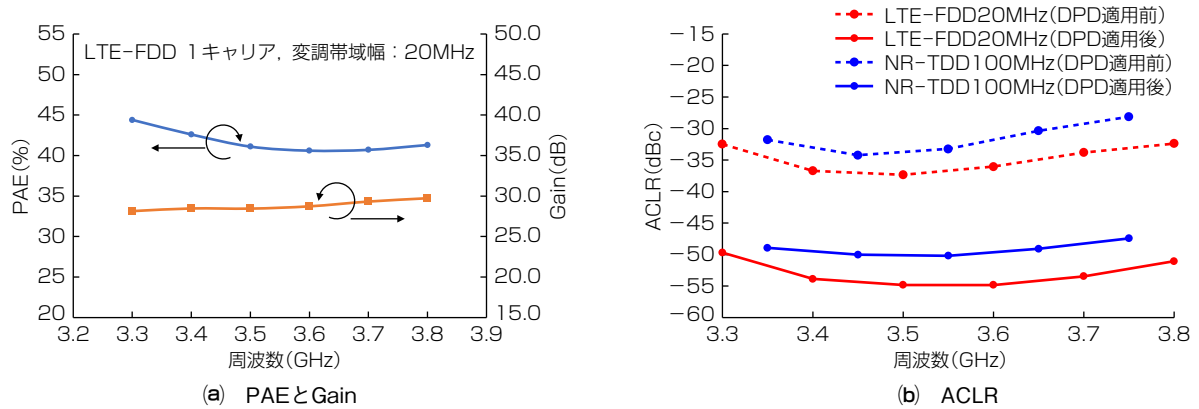 LTE-FDD 1キャリア, 変調帯域幅：20MHz
PAE(%)
55
50
45
40
35
30
25
20
50.0
45.0
40.0
35.0
30.0
25.0
20.0
15.0
Gain(dB)
3.2 3.3 3.4 3.5 3.6 3.7 3.8 3.9
周波数(GHz)
(a) PAEとGain
LTE-FDD20MHz(DPD適用前)
LTE-FDD20MHz(DPD適用後)
NR-TDD100MHz(DPD適用前)
NR-TDD100MHz(DPD適用後)
ACLR(dBc)
-15
-20
-25
-30
-35
-40
-45
-50
-55
-60
3.3 3.4 3.5 3.6 3.7 3.8
周波数(GHz)
(b) ACLR